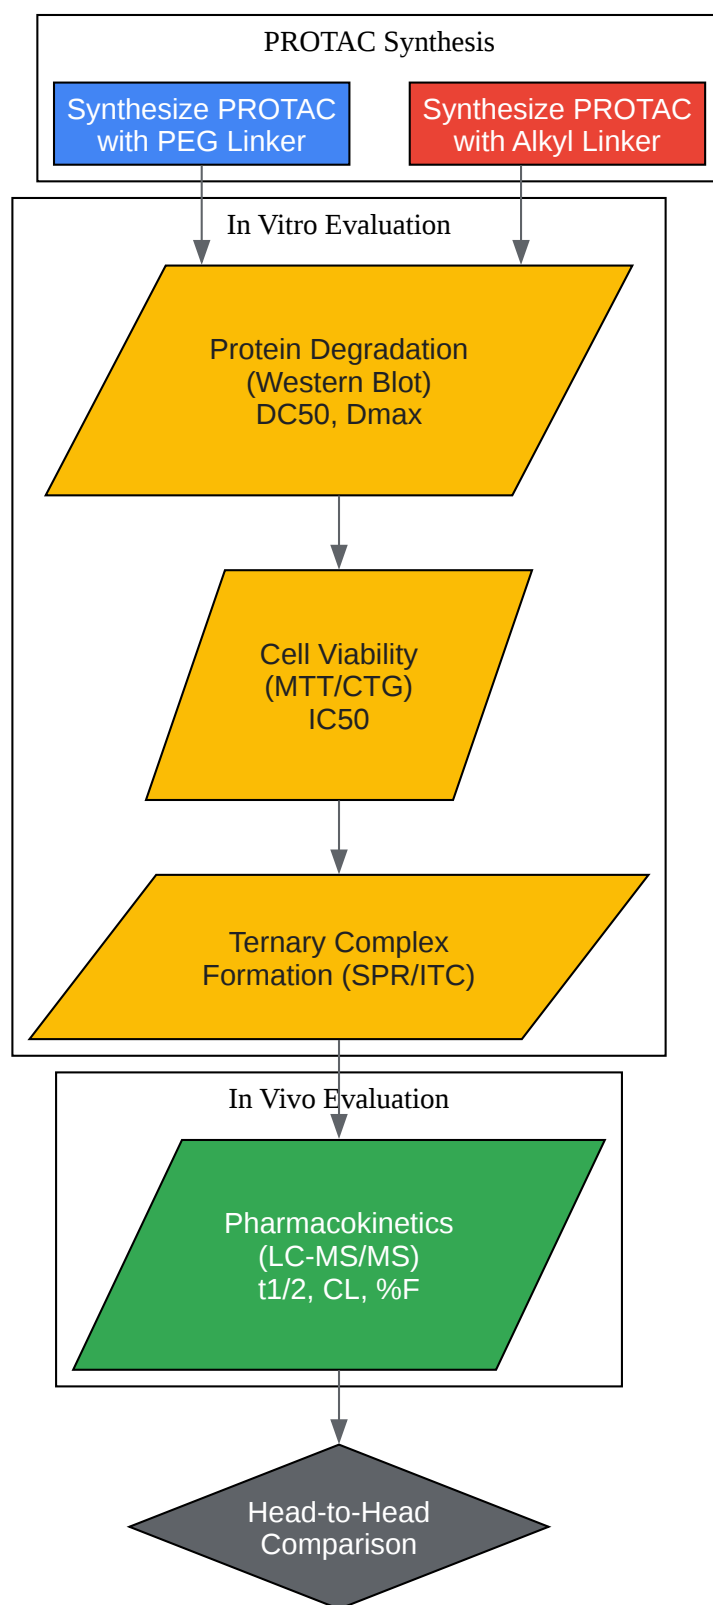 PROTAC Synthesis
Synthesize PROTAC
with PEG Linker
Synthesize PROTAC
with Alkyl Linker
In Vitro Evaluation
Protein Degradation
(Western Blot)
DC50, Dmax
Cell Viability
(MTT/CTG)
IC50
Ternary Complex
Formation (SPR/ITC)
In Vivo Evaluation
Pharmacokinetics
(LC-MS/MS)
t1/2, CL, %F
Head-to-Head
Comparison